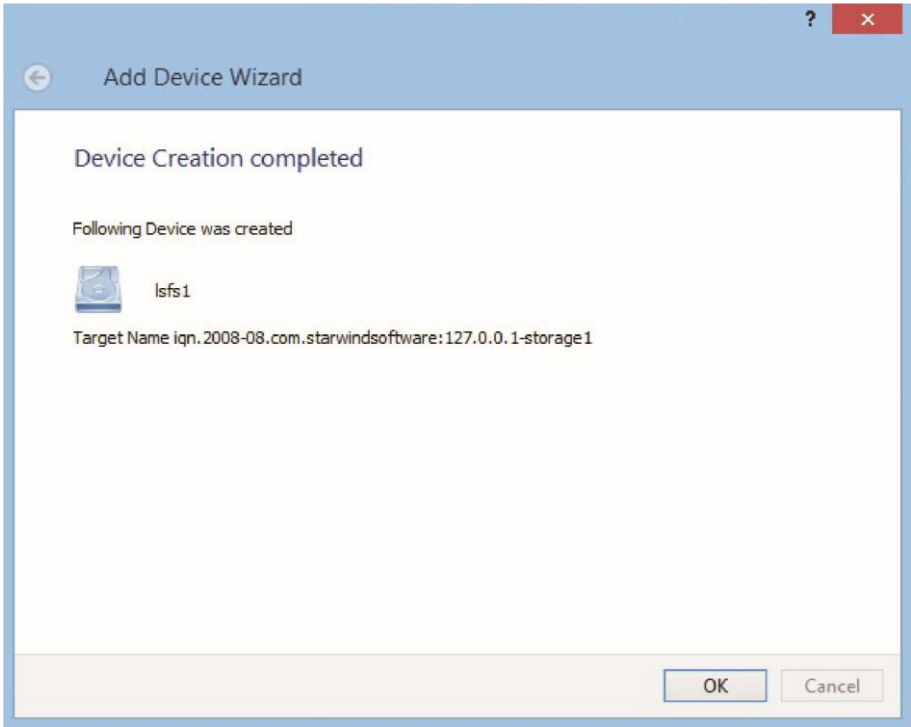 ?
Add Device Wizard
Device Creation completed
Following Device was created
lsfs1
Target Name iqn.2008-08.com.starwindsoftware:127.0.0.1-storage1
OK
Cancel